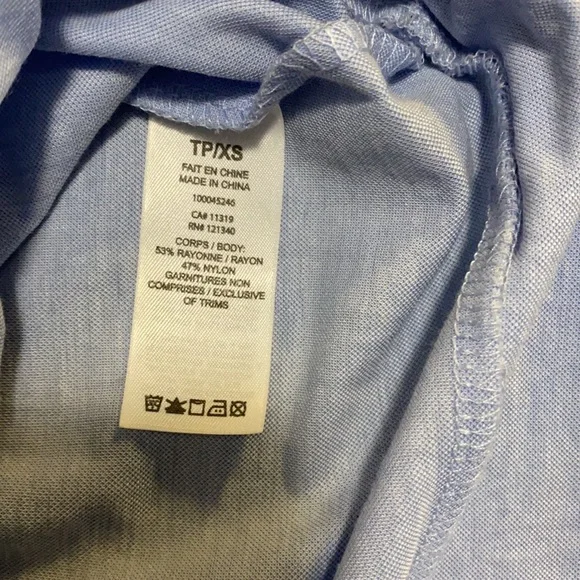 TP/XS
FAIT EN CHINE
MADE IN CHINA
100045246
CA# 11319
RN# 121340
CORPS / BODY:
53% RAYONNE / RAYON
47% NYLON
GARNITURES NON
COMPRISES / EXCLUSIVE
OF TRIMS